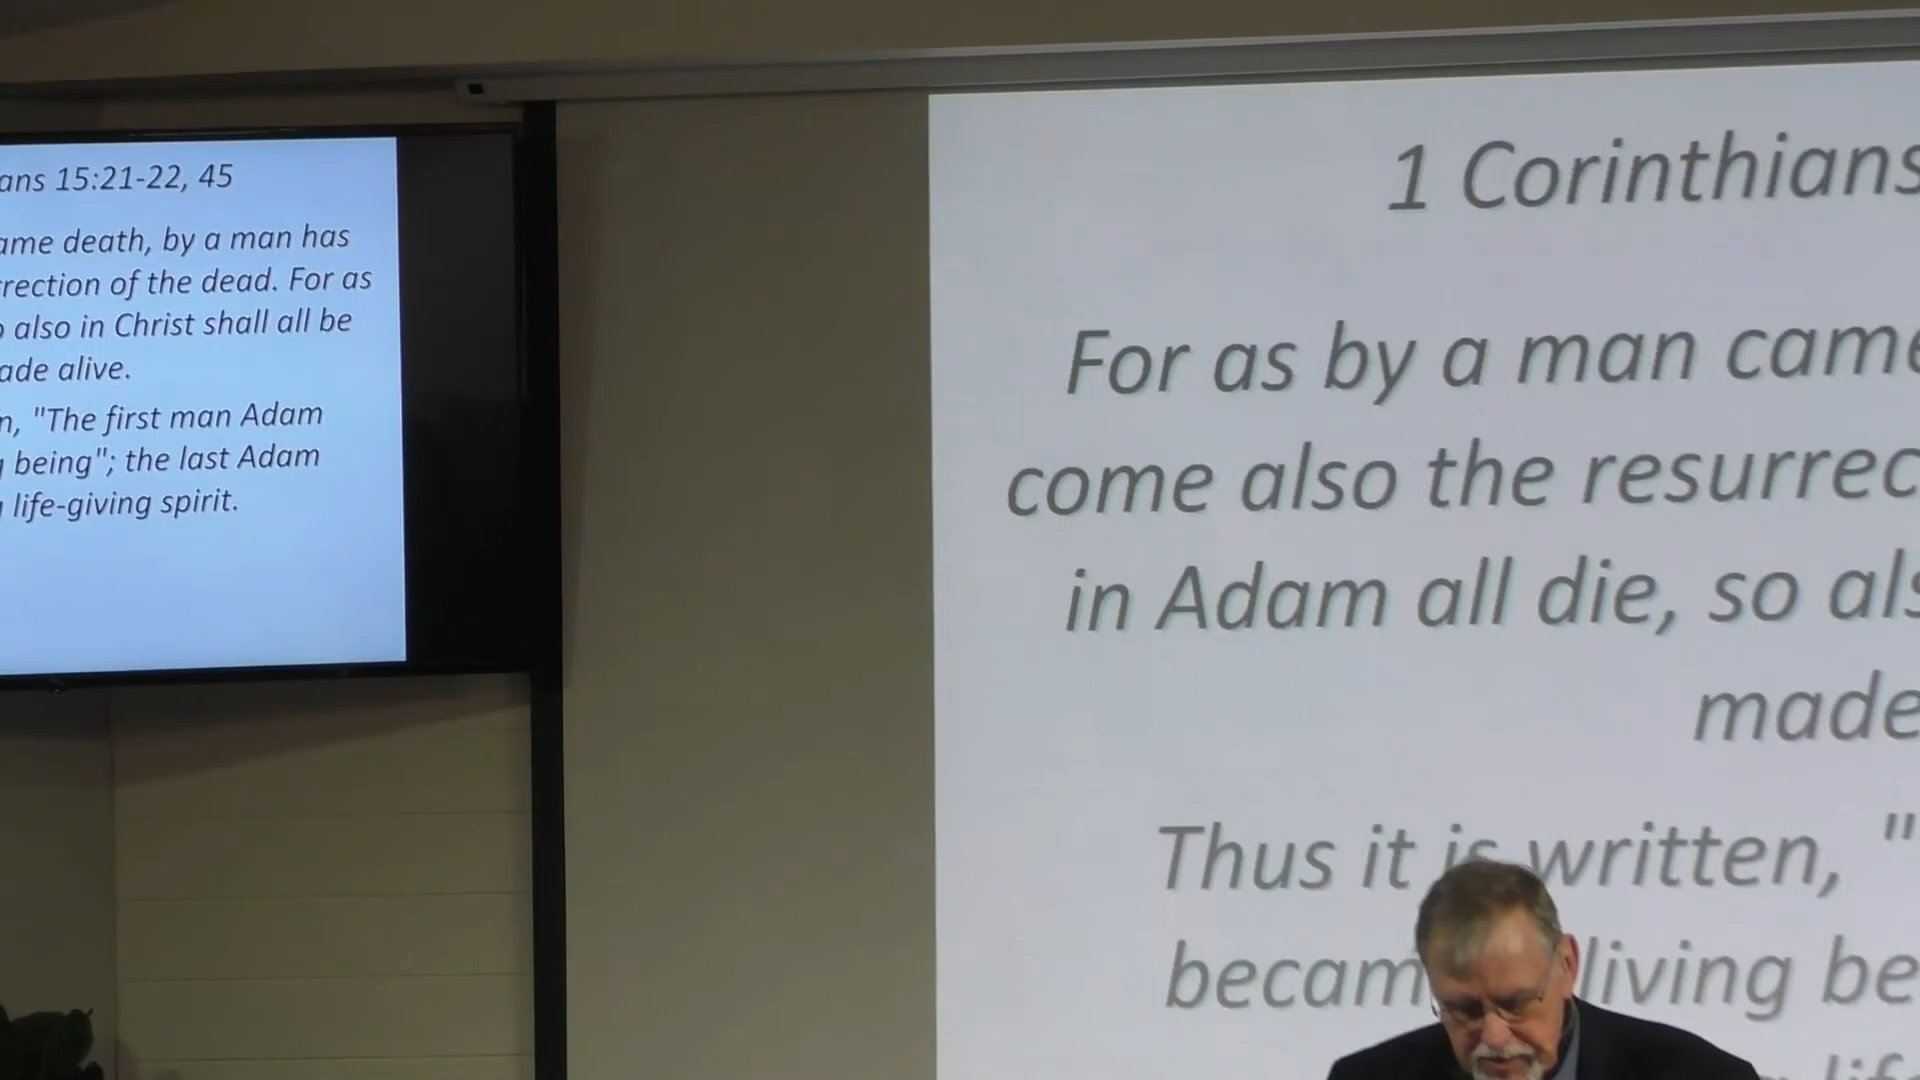 ans 15:21-22, 45
ame death, by a man has
rection of the dead. For as
o also in Christ shall all be
ade alive.
n, "The first man Adam
g being"; the last Adam
life-giving spirit.
1 Corinthians
For as by a man came
come also the resurrec
in Adam all die, so als
made
Thus it is written, "
becam living be